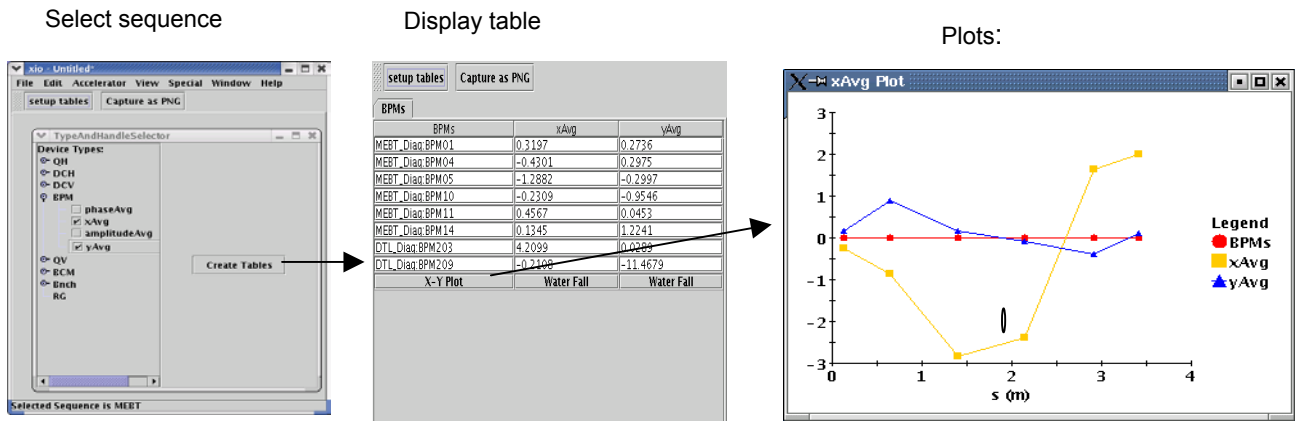 Select sequence
Display table
Plots:
xio - Untitled*
File Edit Accelerator View Special Window Help
setup tables Capture as PNG
TypeAndHandleSelector
Device Types:
QH
DCH
DCV
BPM
phaseAvg
xAvg
amplitudeAvg
yAvg
QV
BCM
Bnch
RG
Create Tables
Selected Sequence is MEBT
setup tables Capture as PNG
BPMs
BPMs xAvg yAvg
MEBT_Diag:BPM01 0.3197 0.2736
MEBT_Diag:BPM04 -0.4301 0.2975
MEBT_Diag:BPM05 -1.2882 -0.2997
MEBT_Diag:BPM10 -0.2309 -0.9546
MEBT_Diag:BPM11 0.4567 0.0453
MEBT_Diag:BPM14 0.1345 1.2241
DTL_Diag:BPM203 4.2099 0.0289
DTL_Diag:BPM209 -0.2108 -11.4679
X-Y Plot Water Fall Water Fall
xAvg Plot
3
2
1
0
-1
-2
-3
0 1 2 3 4
s (m)
Legend
BPMs
xAvg
yAvg